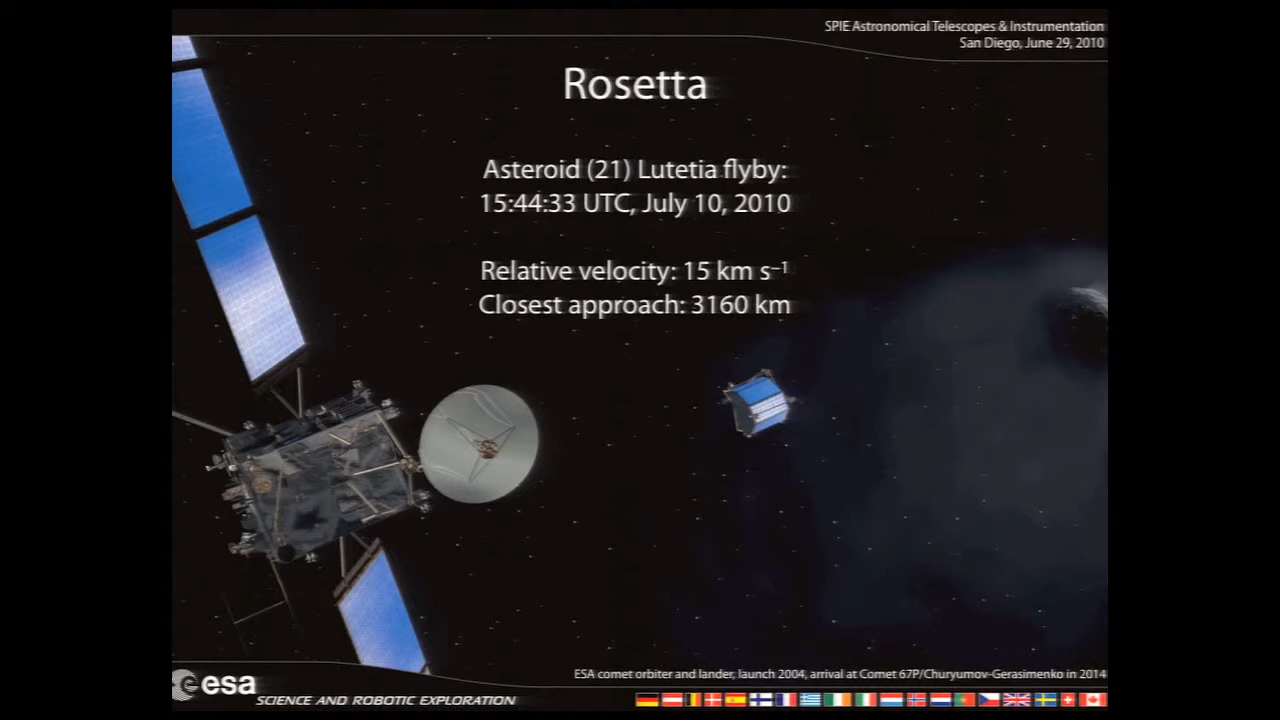 SPIE Astronomical Telescopes & Instrumentation
San Diego, June 29, 2010
Rosetta
Asteroid (21) Lutetia flyby:
15:44:33 UTC, July 10, 2010
Relative velocity: 15 km s⁻¹
Closest approach: 3160 km
ESA comet orbiter and lander, launch 2004, arrival at Comet 67P/Churyumov-Gerasimenko in 2014
esa
SCIENCE AND ROBOTIC EXPLORATION